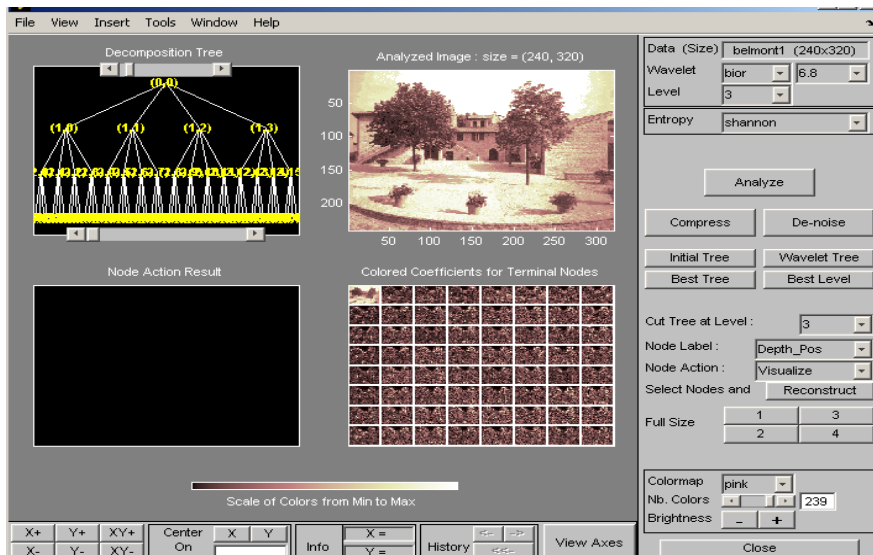 File View Insert Tools Window Help
Decomposition Tree
(0,0)
(1,0) (1,1) (1,2) (1,3)
Analyzed Image : size = (240, 320)
50
100
150
200
50 100 150 200 250 300
Node Action Result
Colored Coefficients for Terminal Nodes
Scale of Colors from Min to Max
Data (Size) belmont1 (240x320)
Wavelet bior 6.8
Level 3
Entropy shannon
Analyze
Compress De-noise
Initial Tree Wavelet Tree
Best Tree Best Level
Cut Tree at Level : 3
Node Label : Depth_Pos
Node Action : Visualize
Select Nodes and Reconstruct
Full Size 1 3
2 4
Colormap pink
Nb. Colors 239
Brightness - +
X+ Y+ XY+ Center X Y X = <- -> View Axes Close
X- Y- XY- On Info Y = History <<-